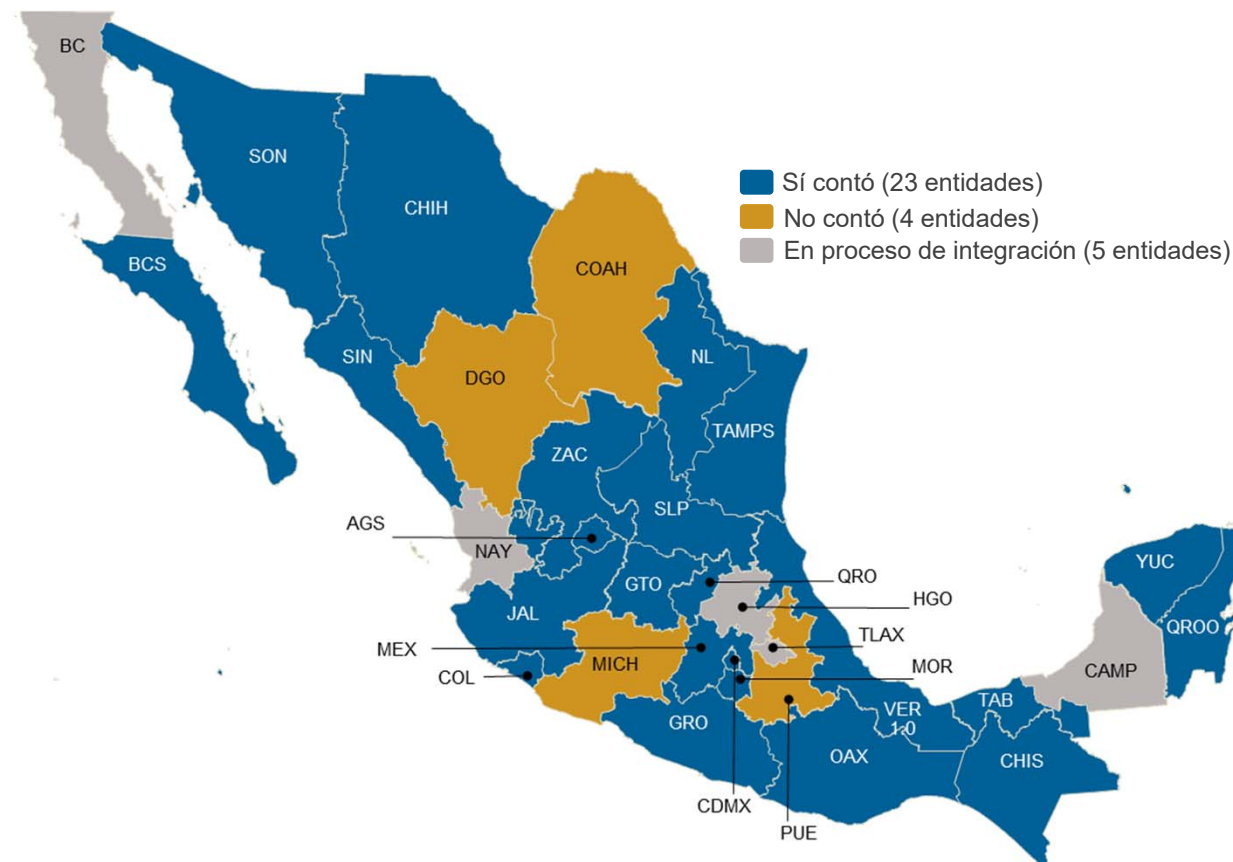 BC
SON
CHIH
Sí contó (23 entidades)
No contó (4 entidades)
En proceso de integración (5 entidades)
BCS
COAH
SIN
DGO
NL
TAMPS
ZAC
SLP
AGS
NAY
GTO
QRO
HGO
JAL
TLAX
MEX
MICH
MOR
COL
GRO
VER
1.0
TAB
CAMP
YUC
QROO
OAX
CHIS
CDMX
PUE